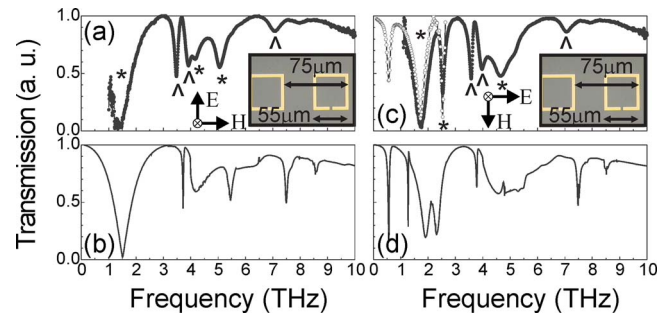 Transmission (a. u.)
1.0
0.5
0.0
(a)
*
^
^
*
*
^
75μm
55μm
E
H
(c)
*
*
^
^
*
^
75μm
55μm
E
H
1.0
0.5
0.0
(b)
(d)
0 1 2 3 4 5 6 7 8 9 10
0 1 2 3 4 5 6 7 8 9 10
Frequency (THz)
Frequency (THz)